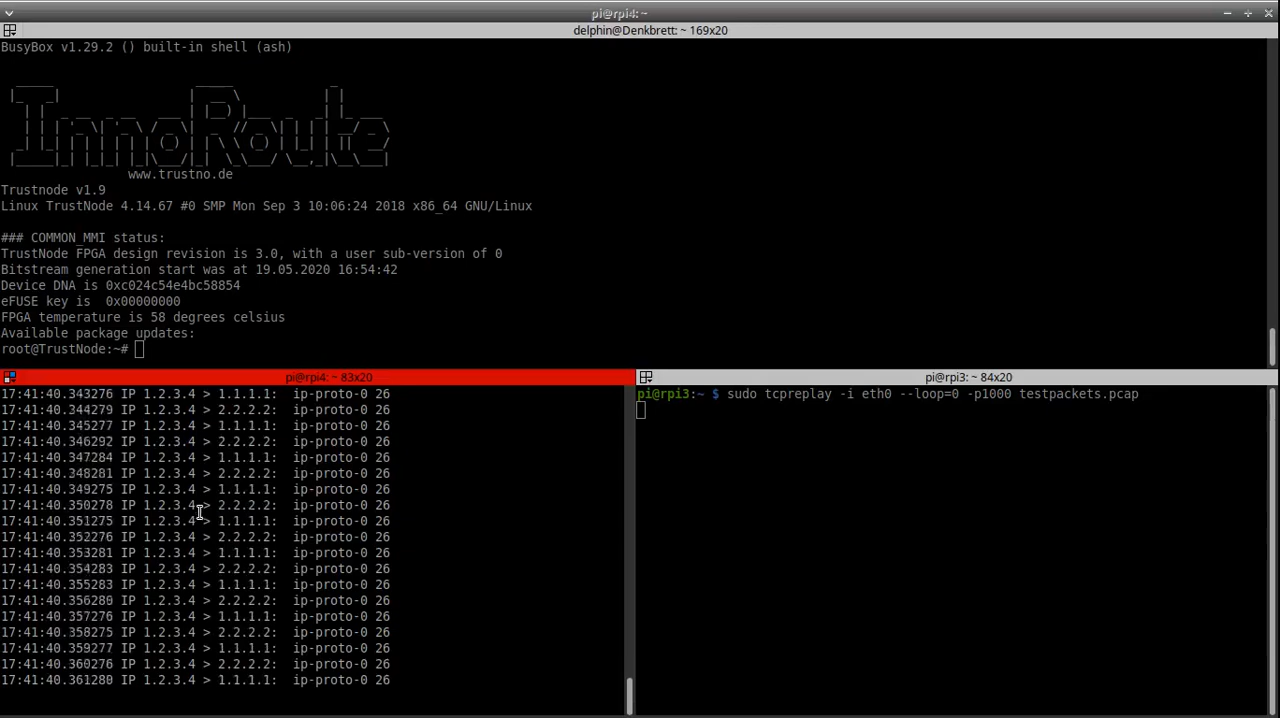 pi@rpi4: ~
delphin@Denkbrett: ~ 169x20
BusyBox v1.29.2 () built-in shell (ash)
InnoRoute
www.trustno.de
Trustnode v1.9
Linux TrustNode 4.14.67 #0 SMP Mon Sep 3 10:06:24 2018 x86_64 GNU/Linux
### COMMON_MMI status:
TrustNode FPGA design revision is 3.0, with a user sub-version of 0
Bitstream generation start was at 19.05.2020 16:54:42
Device DNA is 0xc024c54e4bc58854
eFUSE key is  0x00000000
FPGA temperature is 58 degrees celsius
Available package updates:
root@TrustNode:~#
pi@rpi4: ~ 83x20
17:41:40.343276 IP 1.2.3.4 > 1.1.1.1:  ip-proto-0 26
17:41:40.344279 IP 1.2.3.4 > 2.2.2.2:  ip-proto-0 26
17:41:40.345277 IP 1.2.3.4 > 1.1.1.1:  ip-proto-0 26
17:41:40.346292 IP 1.2.3.4 > 2.2.2.2:  ip-proto-0 26
17:41:40.347284 IP 1.2.3.4 > 1.1.1.1:  ip-proto-0 26
17:41:40.348281 IP 1.2.3.4 > 2.2.2.2:  ip-proto-0 26
17:41:40.349275 IP 1.2.3.4 > 1.1.1.1:  ip-proto-0 26
17:41:40.350278 IP 1.2.3.4 > 2.2.2.2:  ip-proto-0 26
17:41:40.351275 IP 1.2.3.4 > 1.1.1.1:  ip-proto-0 26
17:41:40.352276 IP 1.2.3.4 > 2.2.2.2:  ip-proto-0 26
17:41:40.353281 IP 1.2.3.4 > 1.1.1.1:  ip-proto-0 26
17:41:40.354283 IP 1.2.3.4 > 2.2.2.2:  ip-proto-0 26
17:41:40.355283 IP 1.2.3.4 > 1.1.1.1:  ip-proto-0 26
17:41:40.356280 IP 1.2.3.4 > 2.2.2.2:  ip-proto-0 26
17:41:40.357276 IP 1.2.3.4 > 1.1.1.1:  ip-proto-0 26
17:41:40.358275 IP 1.2.3.4 > 2.2.2.2:  ip-proto-0 26
17:41:40.359277 IP 1.2.3.4 > 1.1.1.1:  ip-proto-0 26
17:41:40.360276 IP 1.2.3.4 > 2.2.2.2:  ip-proto-0 26
17:41:40.361280 IP 1.2.3.4 > 1.1.1.1:  ip-proto-0 26
pi@rpi3: ~ 84x20
pi@rpi3:~ $ sudo tcpreplay -i eth0 --loop=0 -p1000 testpackets.pcap